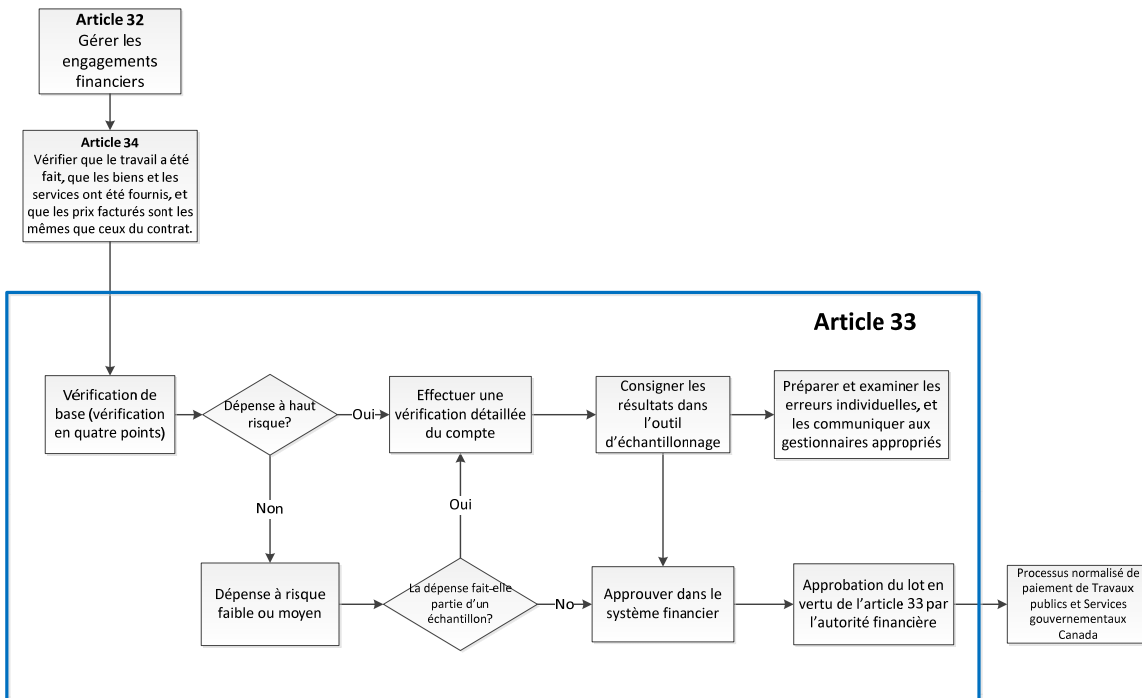 Article 32
Gérer les
engagements
financiers
Article 34
Vérifier que le travail a été
fait, que les biens et les
services ont été fournis, et
que les prix facturés sont les
mêmes que ceux du contrat.
Article 33
Vérification de
base (vérification
en quatre points)
Dépense à haut
risque?
Oui
Effectuer une
vérification détaillée
du compte
Consigner les
résultats dans
l'outil
d'échantillonnage
Préparer et examiner les
erreurs individuelles, et
les communiquer aux
gestionnaires appropriés
Non
Oui
Dépense à risque
faible ou moyen
La dépense fait-elle
partie d'un
échantillon?
No
Approuver dans le
système financier
Approbation du lot en
vertu de l'article 33 par
l'autorité financière
Processus normalisé de
paiement de Travaux
publics et Services
gouvernementaux
Canada